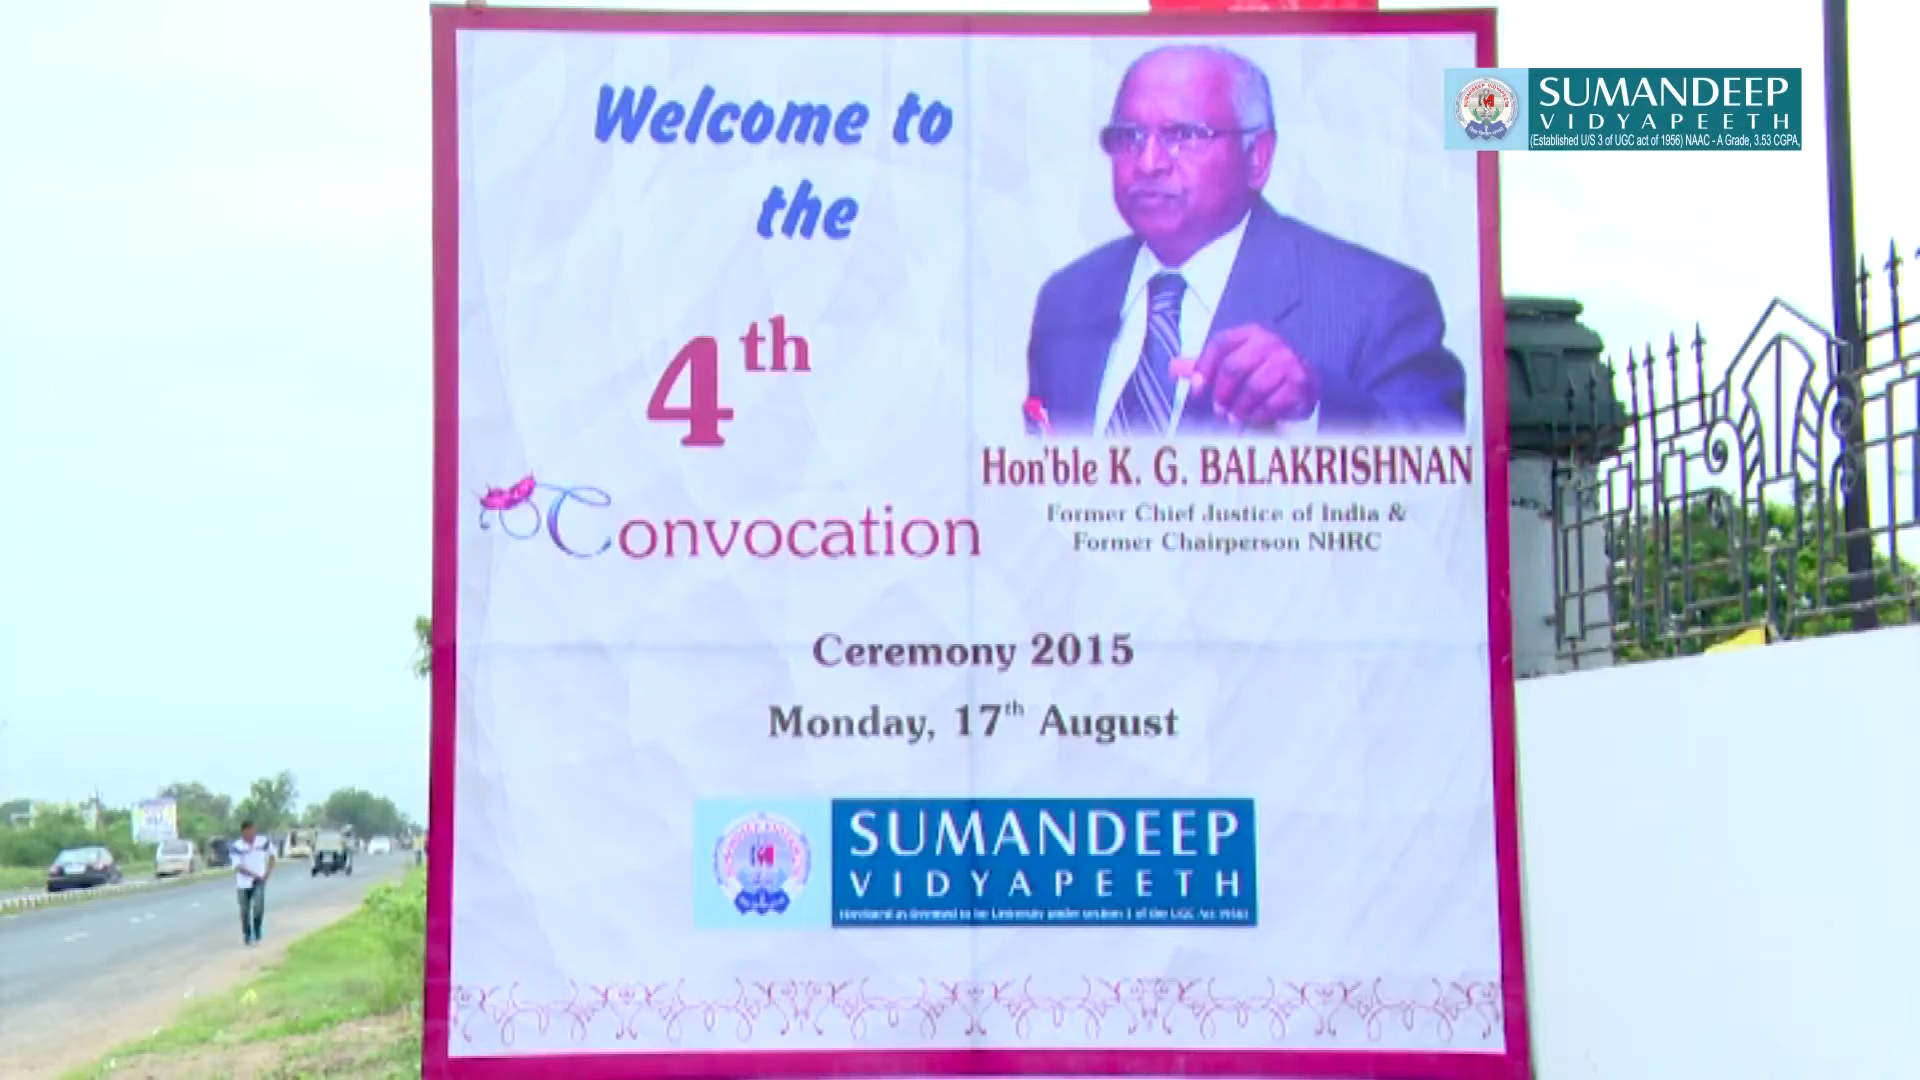 Welcome to
the
4th
Convocation
Hon'ble K. G. BALAKRISHNAN
Former Chief Justice of India &
Former Chairperson NHRC
Ceremony 2015
Monday, 17th August
SUMANDEEP
VIDYAPEETH
SUMANDEEP
VIDYAPEETH
(Established U/S 3 of UGC act of 1956) NAAC - A Grade, 3.53 CGPA,